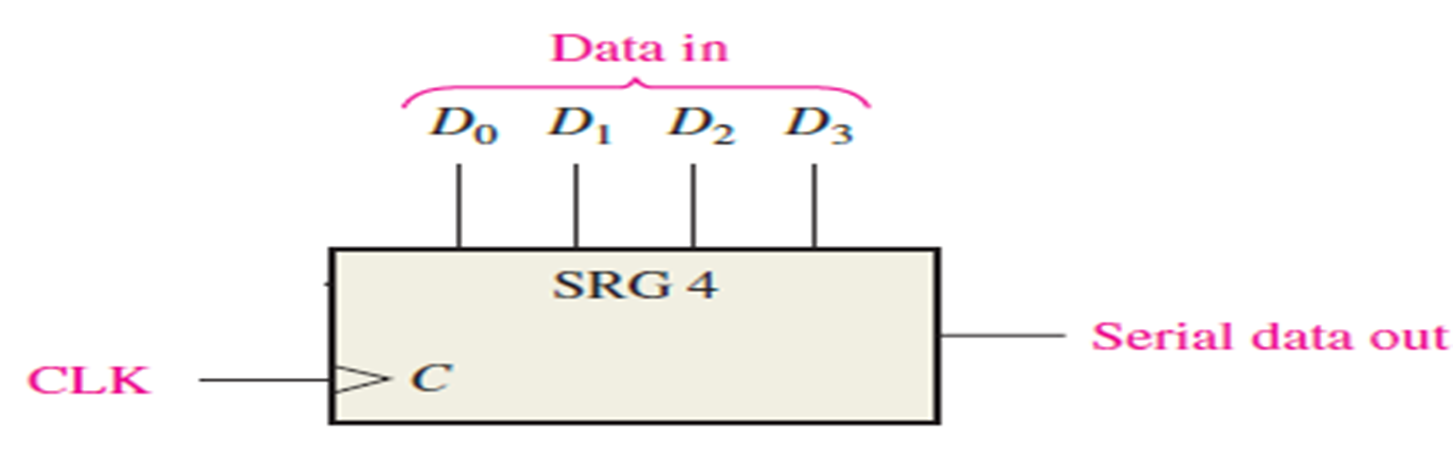 Data in
D0 D1 D2 D3
SRG 4
Serial data out
CLK C